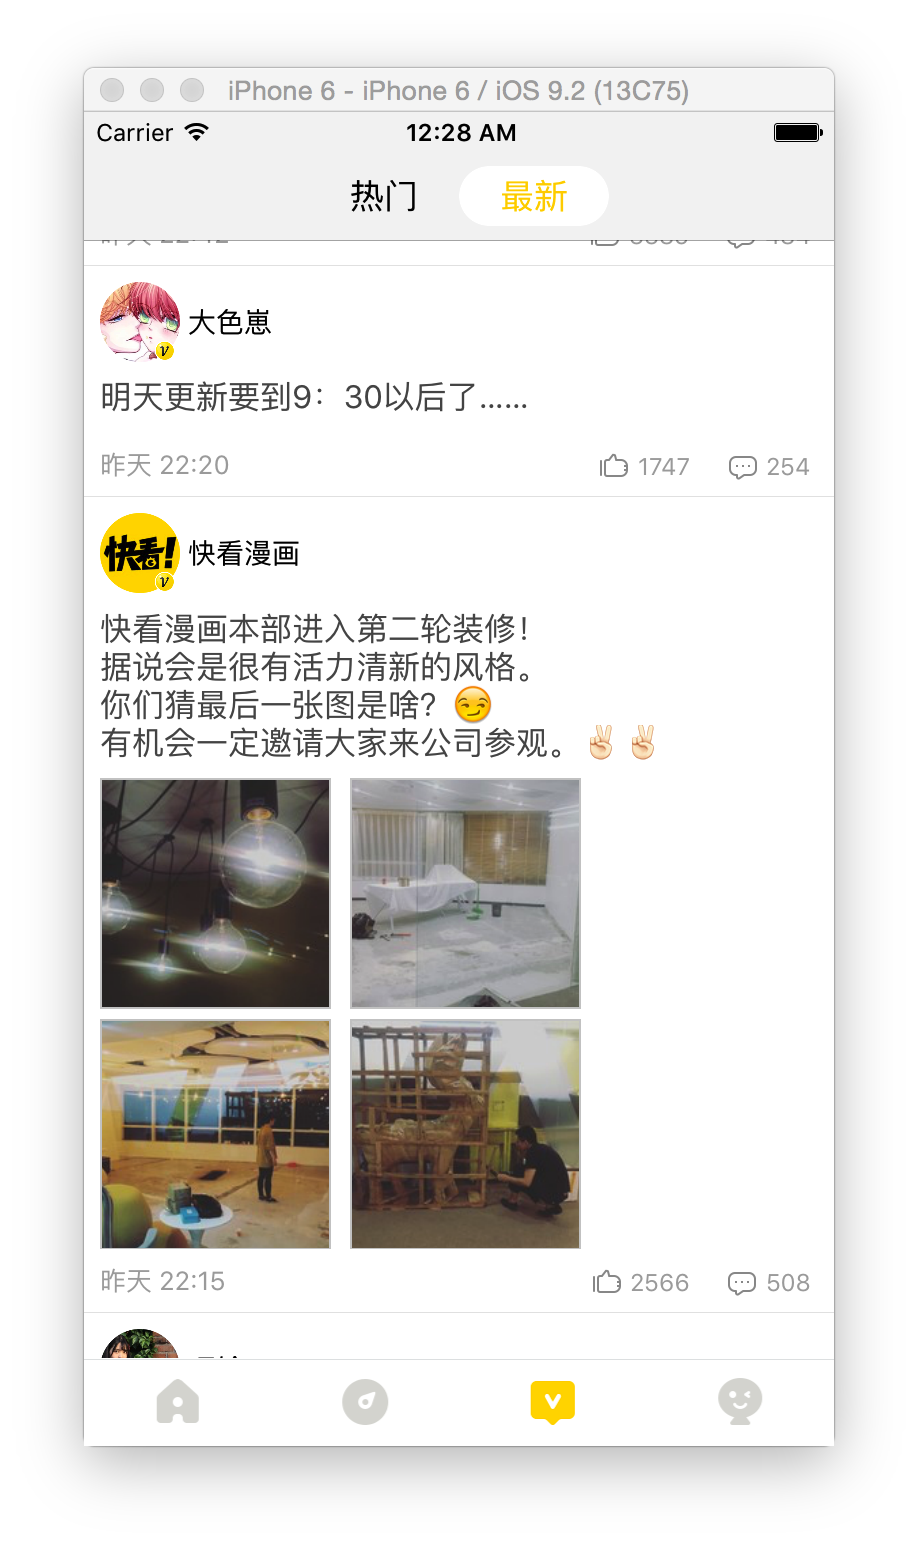 iPhone 6 - iPhone 6 / iOS 9.2 (13C75)
Carrier 12:28 AM
热门 最新
大色崽
明天更新要到9：30以后了……
昨天 22:20 1747 254
快看!
快看漫画
快看漫画本部进入第二轮装修！
据说会是很有活力清新的风格。
你们猜最后一张图是啥？😏
有机会一定邀请大家来公司参观。✌🏻 ✌🏻
昨天 22:15 2566 508